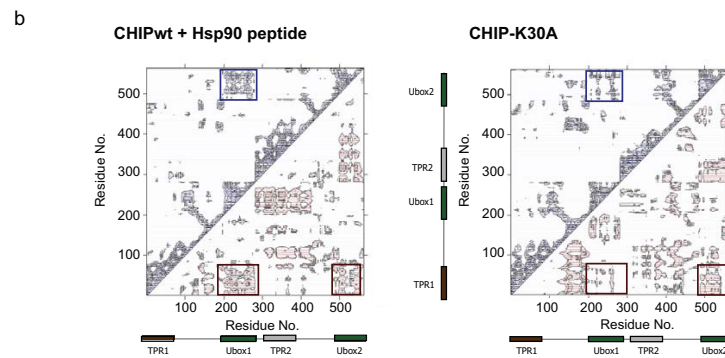 b
CHIPwt + Hsp90 peptide
CHIP-K30A
500
400
300
200
100
Residue No.
100 200 300 400 500
Residue No.
TPR1 Ubox1 TPR2 Ubox2
Ubox2
TPR2
Ubox1
TPR1
500
400
300
200
100
Residue No.
100 200 300 400 500
Residue No.
TPR1 Ubox1 TPR2 Ubox2